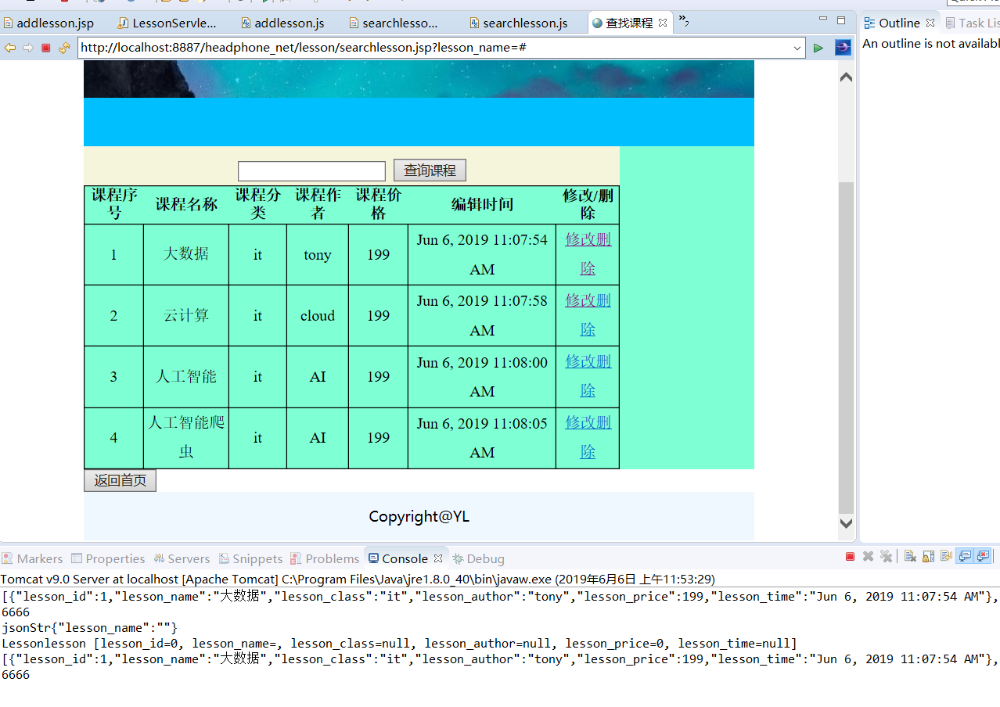 addlesson.jsp LessonServle... addlesson.js searchlesso... searchlesson.js 查找课程 »₂ Outline Task Lis
http://localhost:8887/headphone_net/lesson/searchlesson.jsp?lesson_name=# An outline is not availabl
查询课程
课程序号 课程名称 课程分类 课程作者 课程价格 编辑时间 修改/删除
1 大数据 it tony 199 Jun 6, 2019 11:07:54 AM 修改删除
2 云计算 it cloud 199 Jun 6, 2019 11:07:58 AM 修改删除
3 人工智能 it AI 199 Jun 6, 2019 11:08:00 AM 修改删除
4 人工智能爬虫 it AI 199 Jun 6, 2019 11:08:05 AM 修改删除
返回首页
Copyright@YL
Markers Properties Servers Snippets Problems Console Debug
Tomcat v9.0 Server at localhost [Apache Tomcat] C:\Program Files\Java\jre1.8.0_40\bin\javaw.exe (2019年6月6日 上午11:53:29)
[{"lesson_id":1,"lesson_name":"大数据","lesson_class":"it","lesson_author":"tony","lesson_price":199,"lesson_time":"Jun 6, 2019 11:07:54 AM"},
6666
jsonStr{"lesson_name":""}
Lessonlesson [lesson_id=0, lesson_name=, lesson_class=null, lesson_author=null, lesson_price=0, lesson_time=null]
[{"lesson_id":1,"lesson_name":"大数据","lesson_class":"it","lesson_author":"tony","lesson_price":199,"lesson_time":"Jun 6, 2019 11:07:54 AM"},
6666